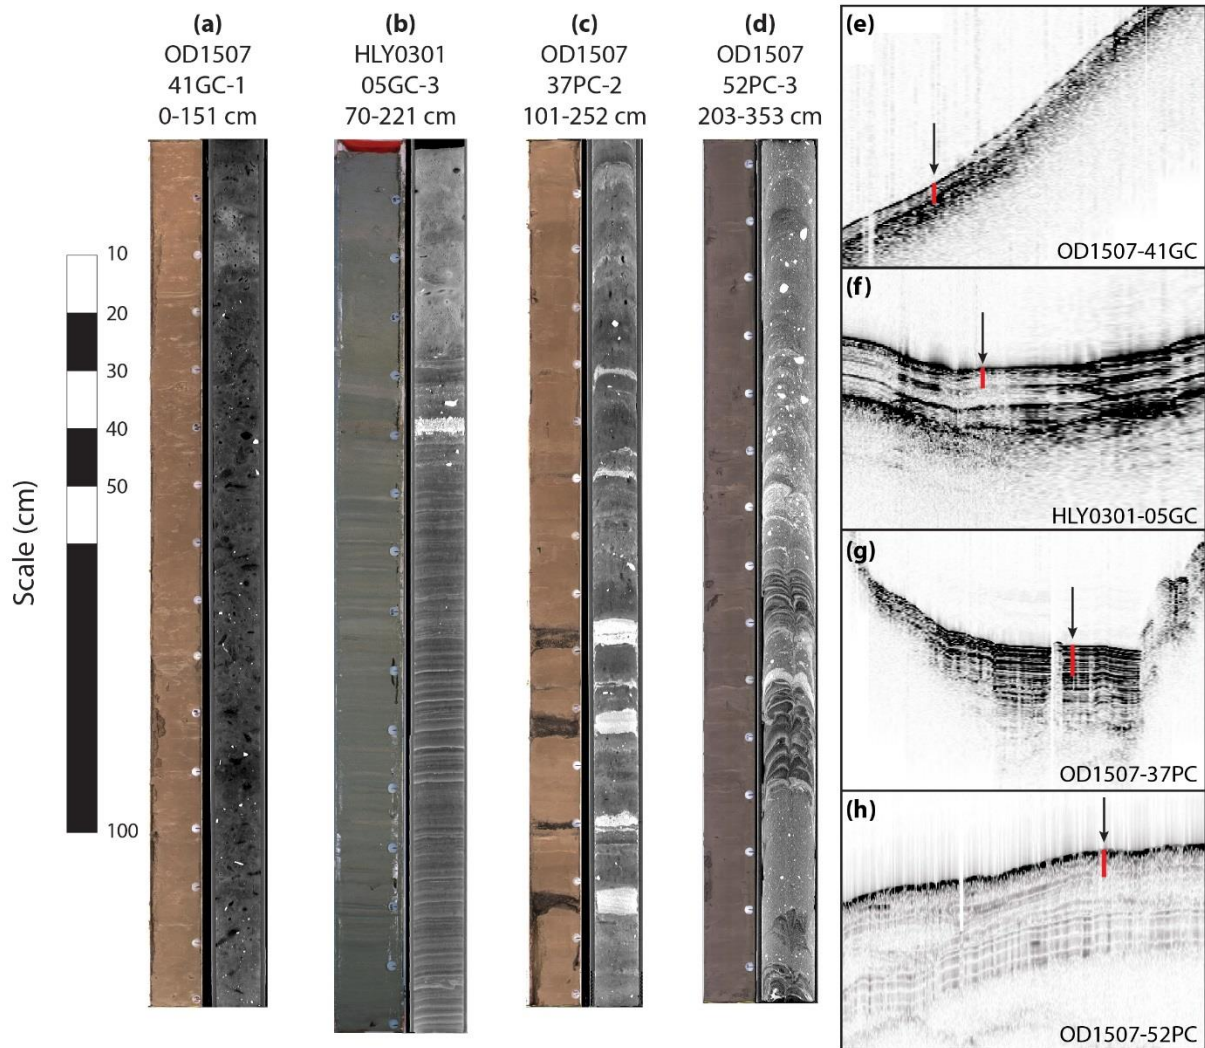 (a)
OD1507
41GC-1
0-151 cm
(b)
HLY0301
05GC-3
70-221 cm
(c)
OD1507
37PC-2
101-252 cm
(d)
OD1507
52PC-3
203-353 cm
Scale (cm)
10
20
30
40
50
100
(e)
OD1507-41GC
(f)
HLY0301-05GC
(g)
OD1507-37PC
(h)
OD1507-52PC